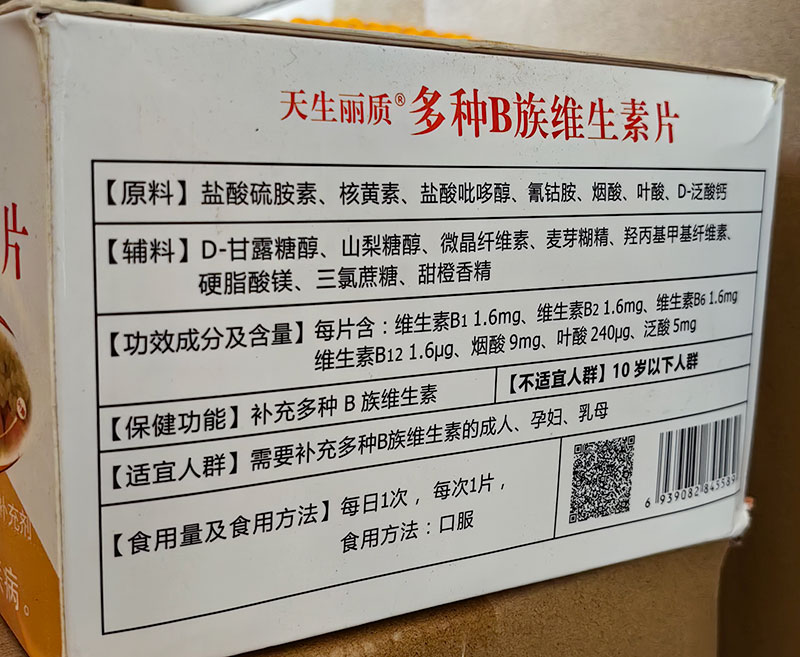 天生丽质®多种B族维生素片
【原料】盐酸硫胺素、核黄素、盐酸吡哆醇、氰钴胺、烟酸、叶酸、D-泛酸钙
【辅料】D-甘露糖醇、山梨糖醇、微晶纤维素、麦芽糊精、羟丙基甲基纤维素、
硬脂酸镁、三氯蔗糖、甜橙香精
【功效成分及含量】每片含：维生素B1 1.6mg、维生素B2 1.6mg、维生素B6 1.6mg
维生素B12 1.6μg、烟酸 9mg、叶酸 240μg、泛酸 5mg
【保健功能】补充多种 B 族维生素
【不适宜人群】10 岁以下人群
【适宜人群】需要补充多种B族维生素的成人、孕妇、乳母
【食用量及食用方法】每日1次，每次1片，
食用方法：口服
6 939082 845589
片
补充剂
病。